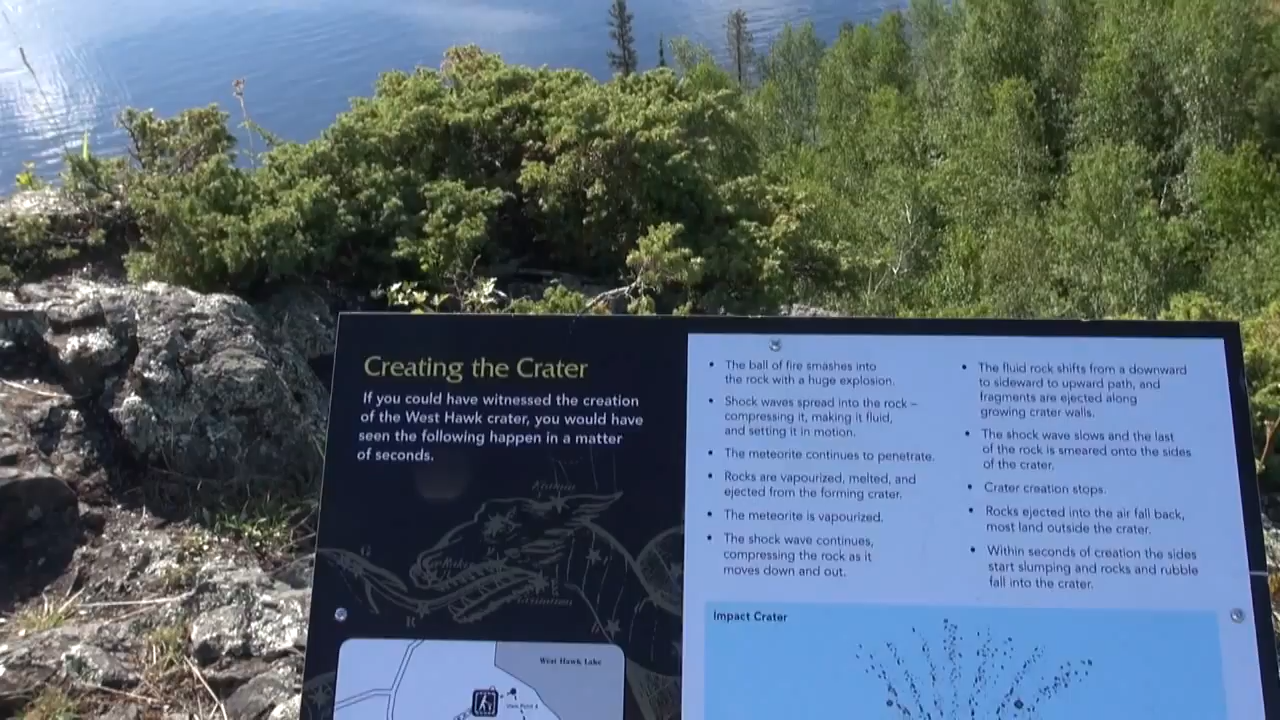 Creating the Crater
If you could have witnessed the creation
of the West Hawk crater, you would have
seen the following happen in a matter
of seconds.
• The ball of fire smashes into
the rock with a huge explosion.
• Shock waves spread into the rock –
compressing it, making it fluid,
and setting it in motion.
• The meteorite continues to penetrate.
• Rocks are vapourized, melted, and
ejected from the forming crater.
• The meteorite is vapourized.
• The shock wave continues,
compressing the rock as it
moves down and out.
• The fluid rock shifts from a downward
to sideward to upward path, and
fragments are ejected along
growing crater walls.
• The shock wave slows and the last
of the rock is smeared onto the sides
of the crater.
• Crater creation stops.
• Rocks ejected into the air fall back,
most land outside the crater.
• Within seconds of creation the sides
start slumping and rocks and rubble
fall into the crater.
Impact Crater
West Hawk Lake
View Point 4